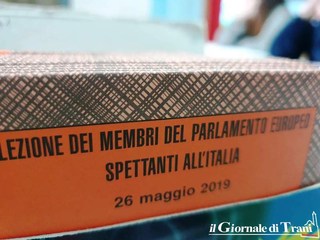 LEZIONE DEI MEMBRI DEL PARLAMENTO EUROPEO
SPETTANTI ALL'ITALIA
26 maggio 2019
il Giornale di Trani